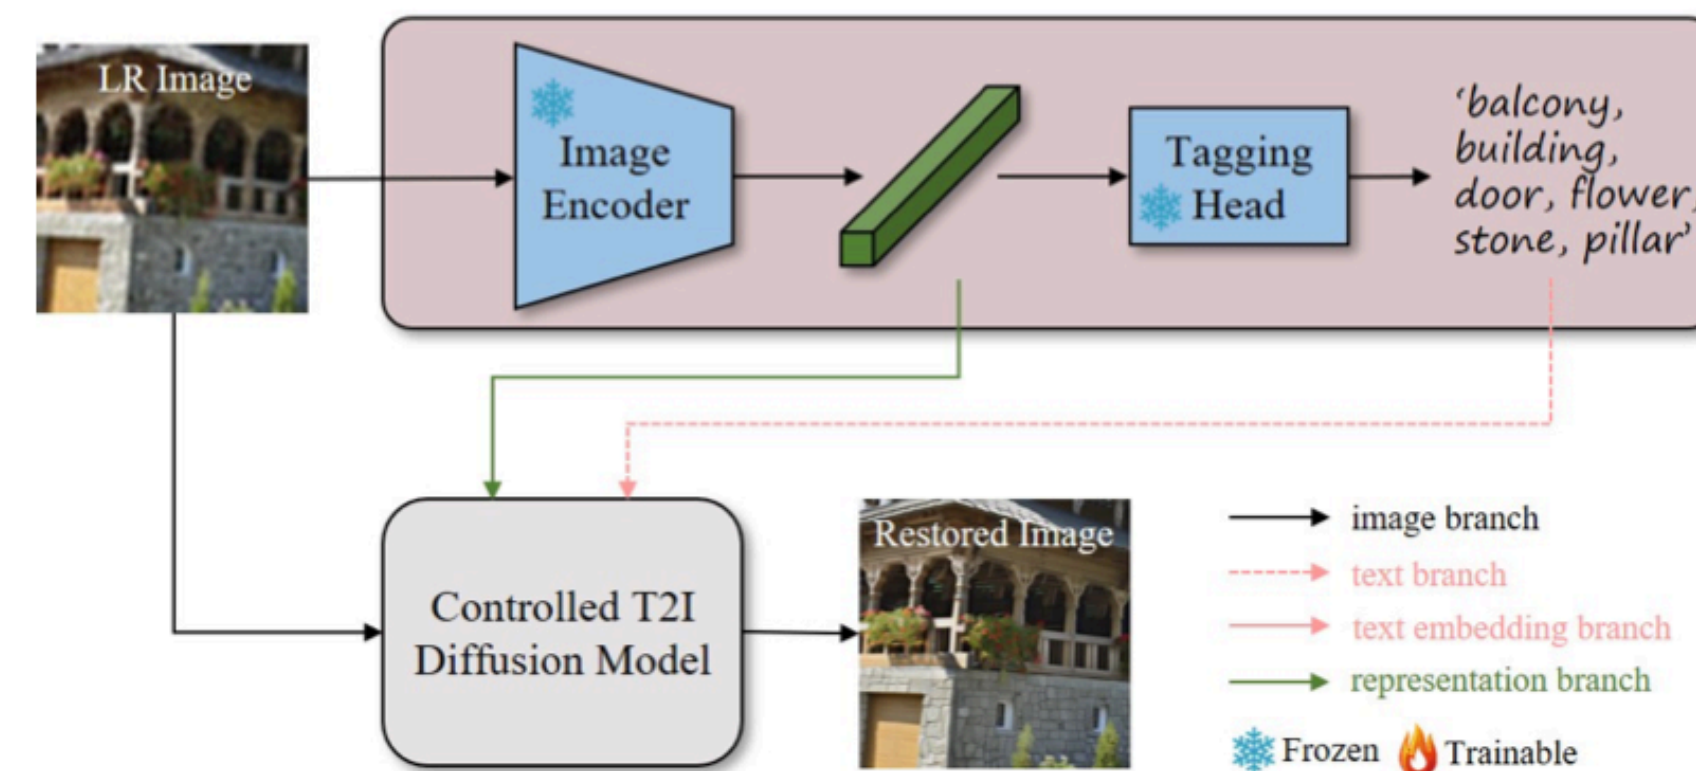 LR Image
Image
Encoder
Tagging
Head
‘balcony,
building,
door, flower,
stone, pillar’
Controlled T2I
Diffusion Model
Restored Image
image branch
text branch
text embedding branch
representation branch
Frozen Trainable